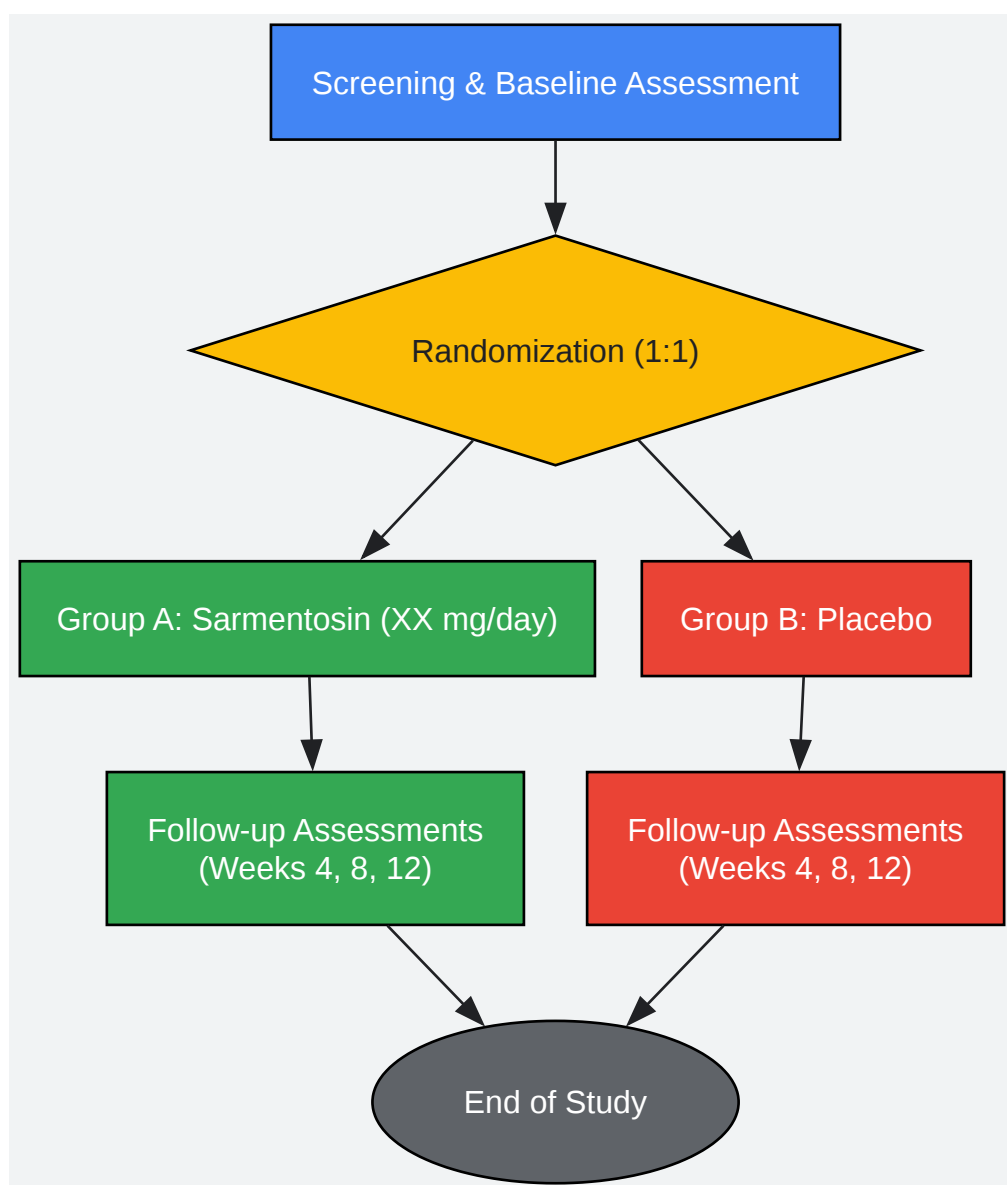 Screening & Baseline Assessment
Randomization (1:1)
Group A: Sarmentosin (XX mg/day)
Group B: Placebo
Follow-up Assessments
(Weeks 4, 8, 12)
Follow-up Assessments
(Weeks 4, 8, 12)
End of Study